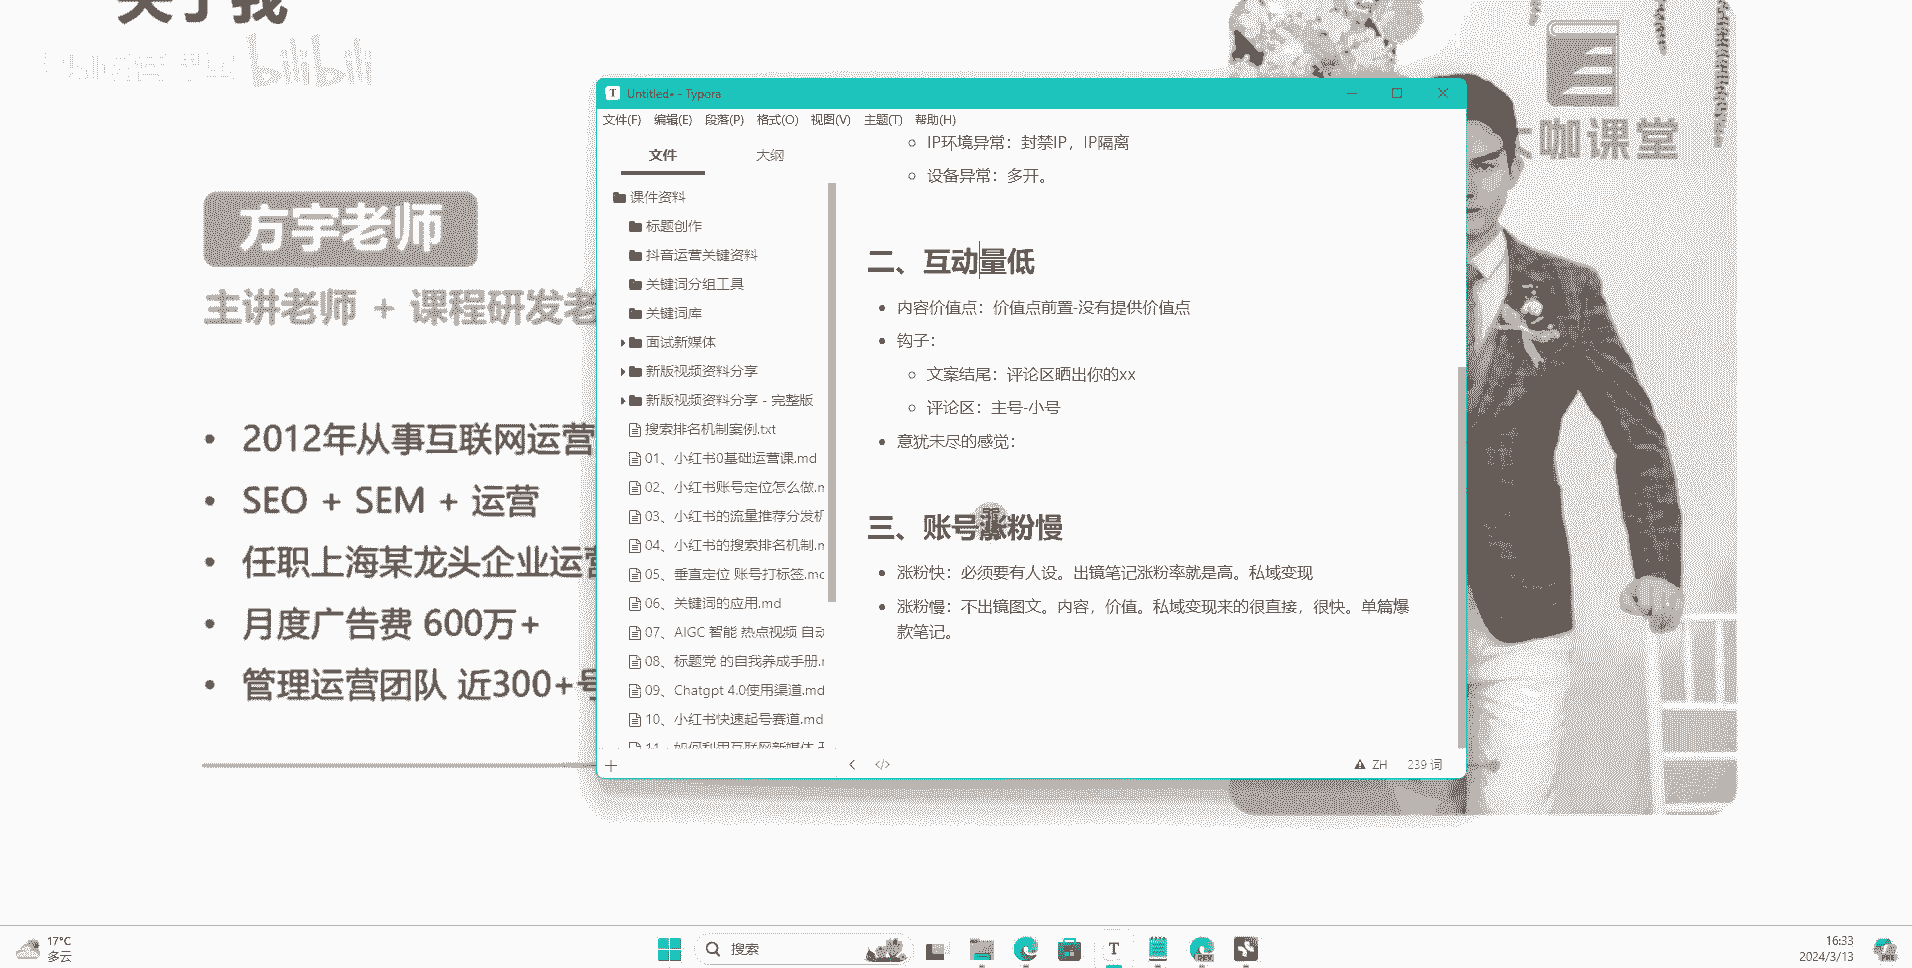 关于我
bilibili
大咖课堂
方宇老师
主讲老师 + 课程研发老
2012年从事互联网运营
SEO + SEM + 运营
任职上海某龙头企业运营
月度广告费 600万+
管理运营团队 近300+号
Untitled• - Typora
文件(F) 编辑(E) 段落(P) 格式(O) 视图(V) 主题(T) 帮助(H)
文件 大纲
课件资料
标题创作
抖音运营关键资料
关键词分组工具
关键词库
面试新媒体
新版视频资料分享
新版视频资料分享 - 完整版
搜索排名机制案例.txt
01、小红书0基础运营课.md
02、小红书账号定位怎么做.m
03、小红书的流量推荐分发机
04、小红书的搜索排名机制.m
05、垂直定位 账号打标签.mc
06、关键词的应用.md
07、AIGC 智能 热点视频 自动
08、标题党 的自我养成手册.r
09、Chatgpt 4.0使用渠道.md
10、小红书快速起号赛道.md
11、如何利用互联网新媒体
IP环境异常：封禁IP，IP隔离
设备异常：多开。
二、互动量低
内容价值点：价值点前置-没有提供价值点
钩子：
文案结尾：评论区晒出你的xx
评论区：主号-小号
意犹未尽的感觉：
三、账号涨粉慢
涨粉快：必须要有人设。出镜笔记涨粉率就是高。私域变现
涨粉慢：不出镜图文。内容，价值。私域变现来的很直接，很快。单篇爆
款笔记。
ZH 239 词
17°C
多云
搜索
16:33
2024/3/13